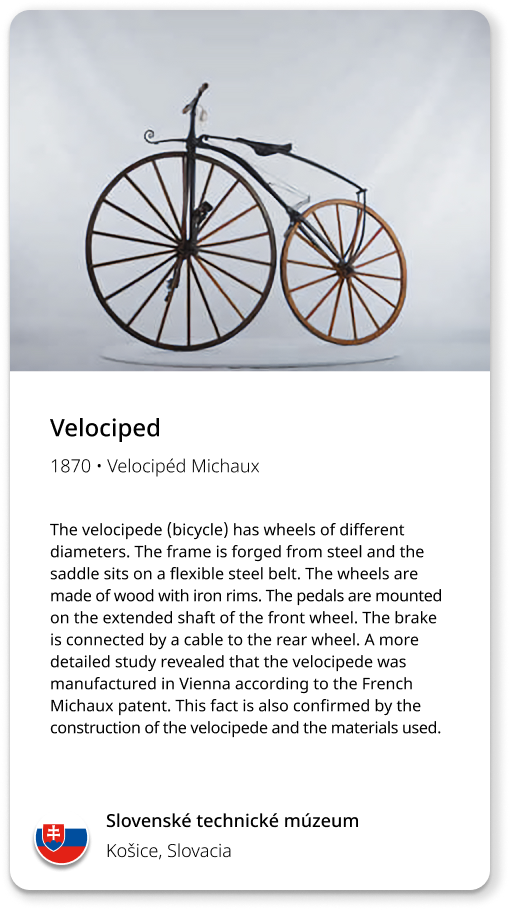 Velociped
1870 • Velocipéd Michaux
The velocipede (bicycle) has wheels of different
diameters. The frame is forged from steel and the
saddle sits on a flexible steel belt. The wheels are
made of wood with iron rims. The pedals are mounted
on the extended shaft of the front wheel. The brake
is connected by a cable to the rear wheel. A more
detailed study revealed that the velocipede was
manufactured in Vienna according to the French
Michaux patent. This fact is also confirmed by the
construction of the velocipede and the materials used.
Slovenské technické múzeum
Košice, Slovacia